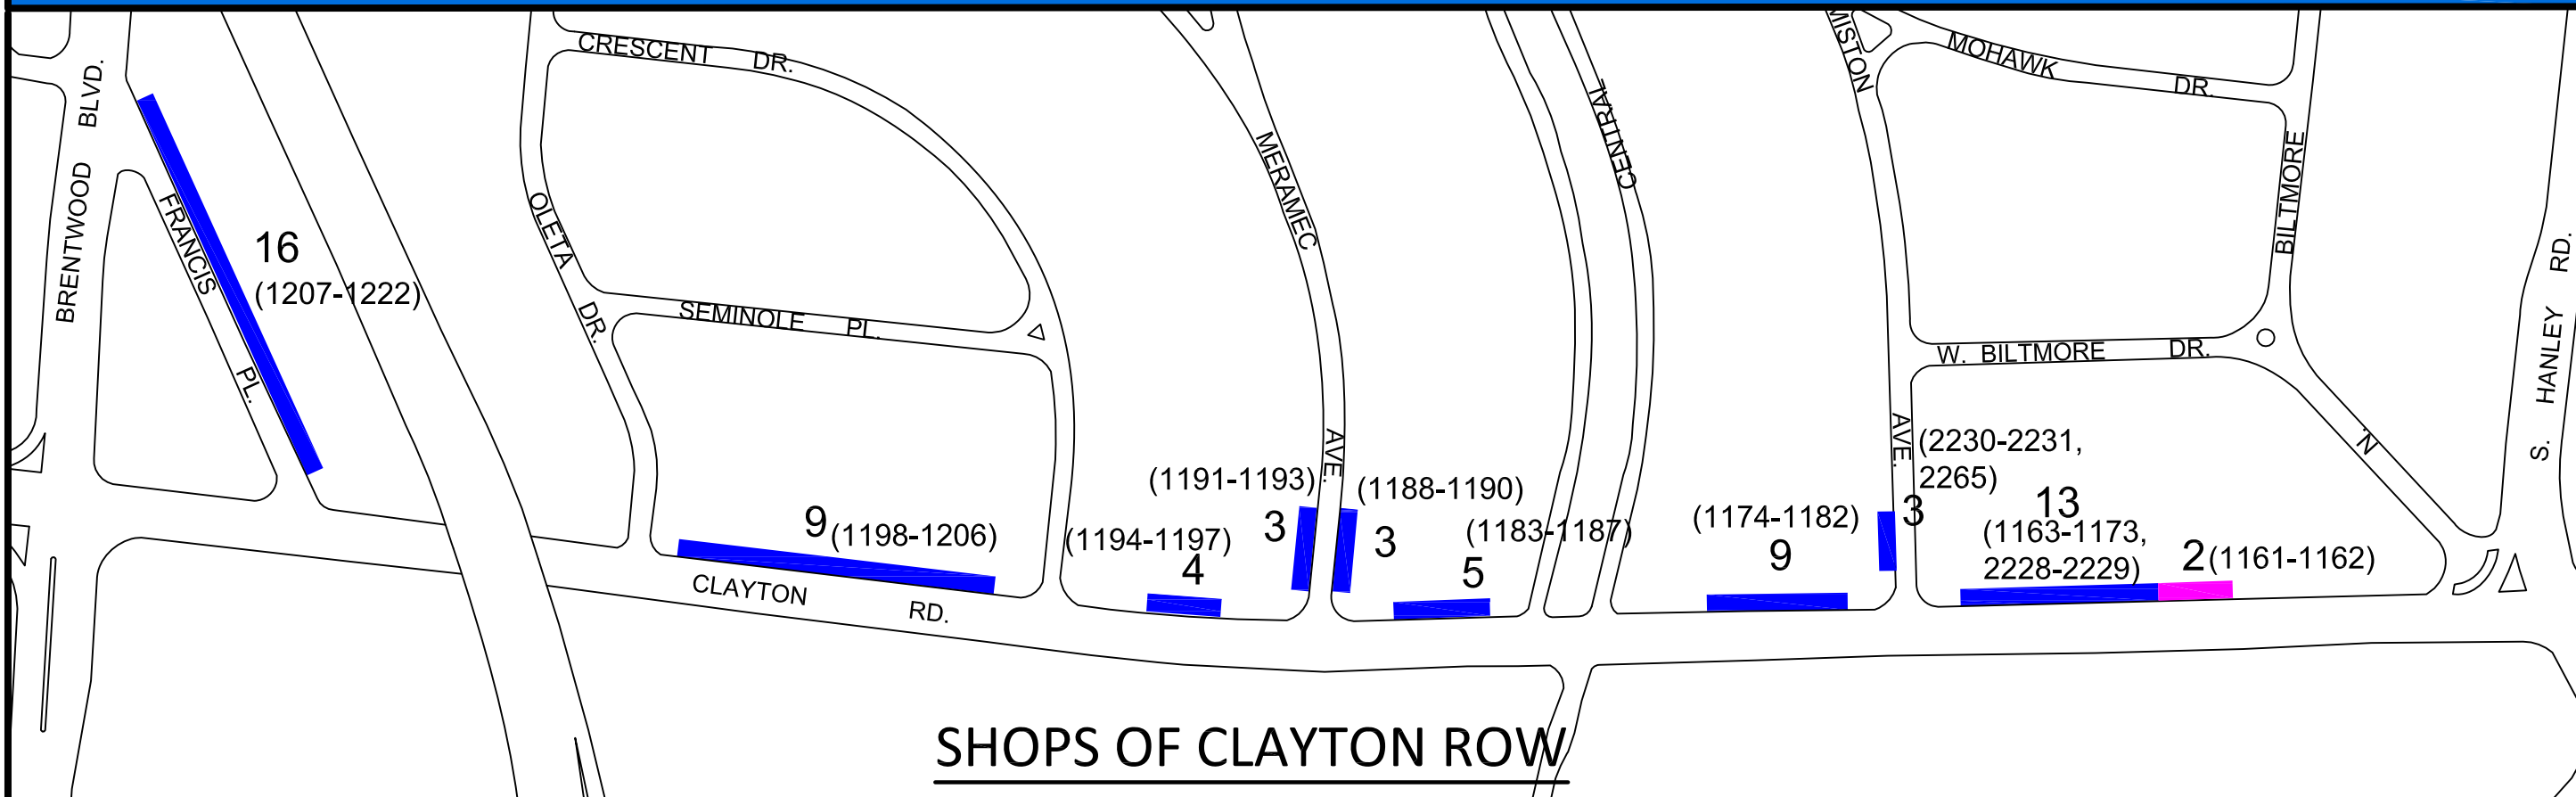 CRESCENT DR.
MOHAWK DR.
BRENTWOOD BLVD.
FRANCIS PL.
16
(1207-1222)
OLETA DR.
SEMINOLE PL.
MERAMEC AVE.
CENTRAL
MISTON AVE.
BILTMORE
W. BILTMORE DR.
N.
S. HANLEY RD.
9 (1198-1206)
(1194-1197)
4
(1191-1193)
3
(1188-1190)
3
(1183-1187)
5
(1174-1182)
9
(2230-2231,
2265)
3
13
(1163-1173,
2228-2229)
2 (1161-1162)
CLAYTON RD.
SHOPS OF CLAYTON ROW